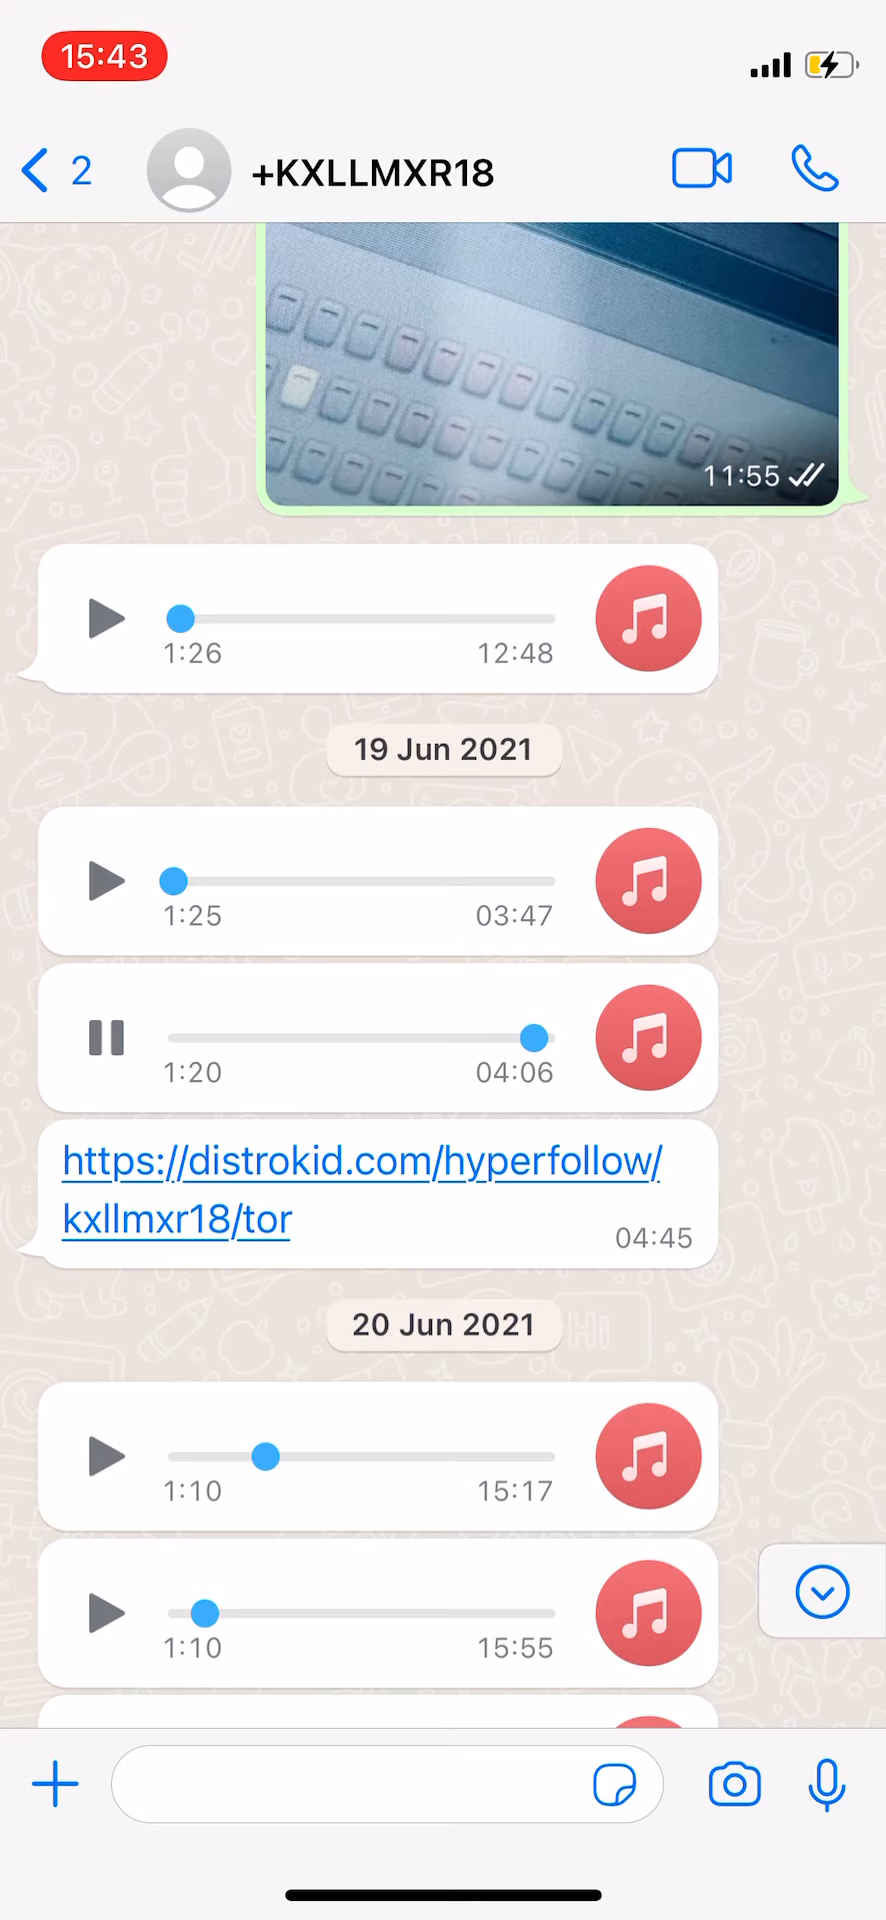 15:43
2
+KXLLMXR18
11:55
1:26
12:48
19 Jun 2021
1:25
03:47
1:20
04:06
https://distrokid.com/hyperfollow/
kxllmxr18/tor
04:45
20 Jun 2021
1:10
15:17
1:10
15:55